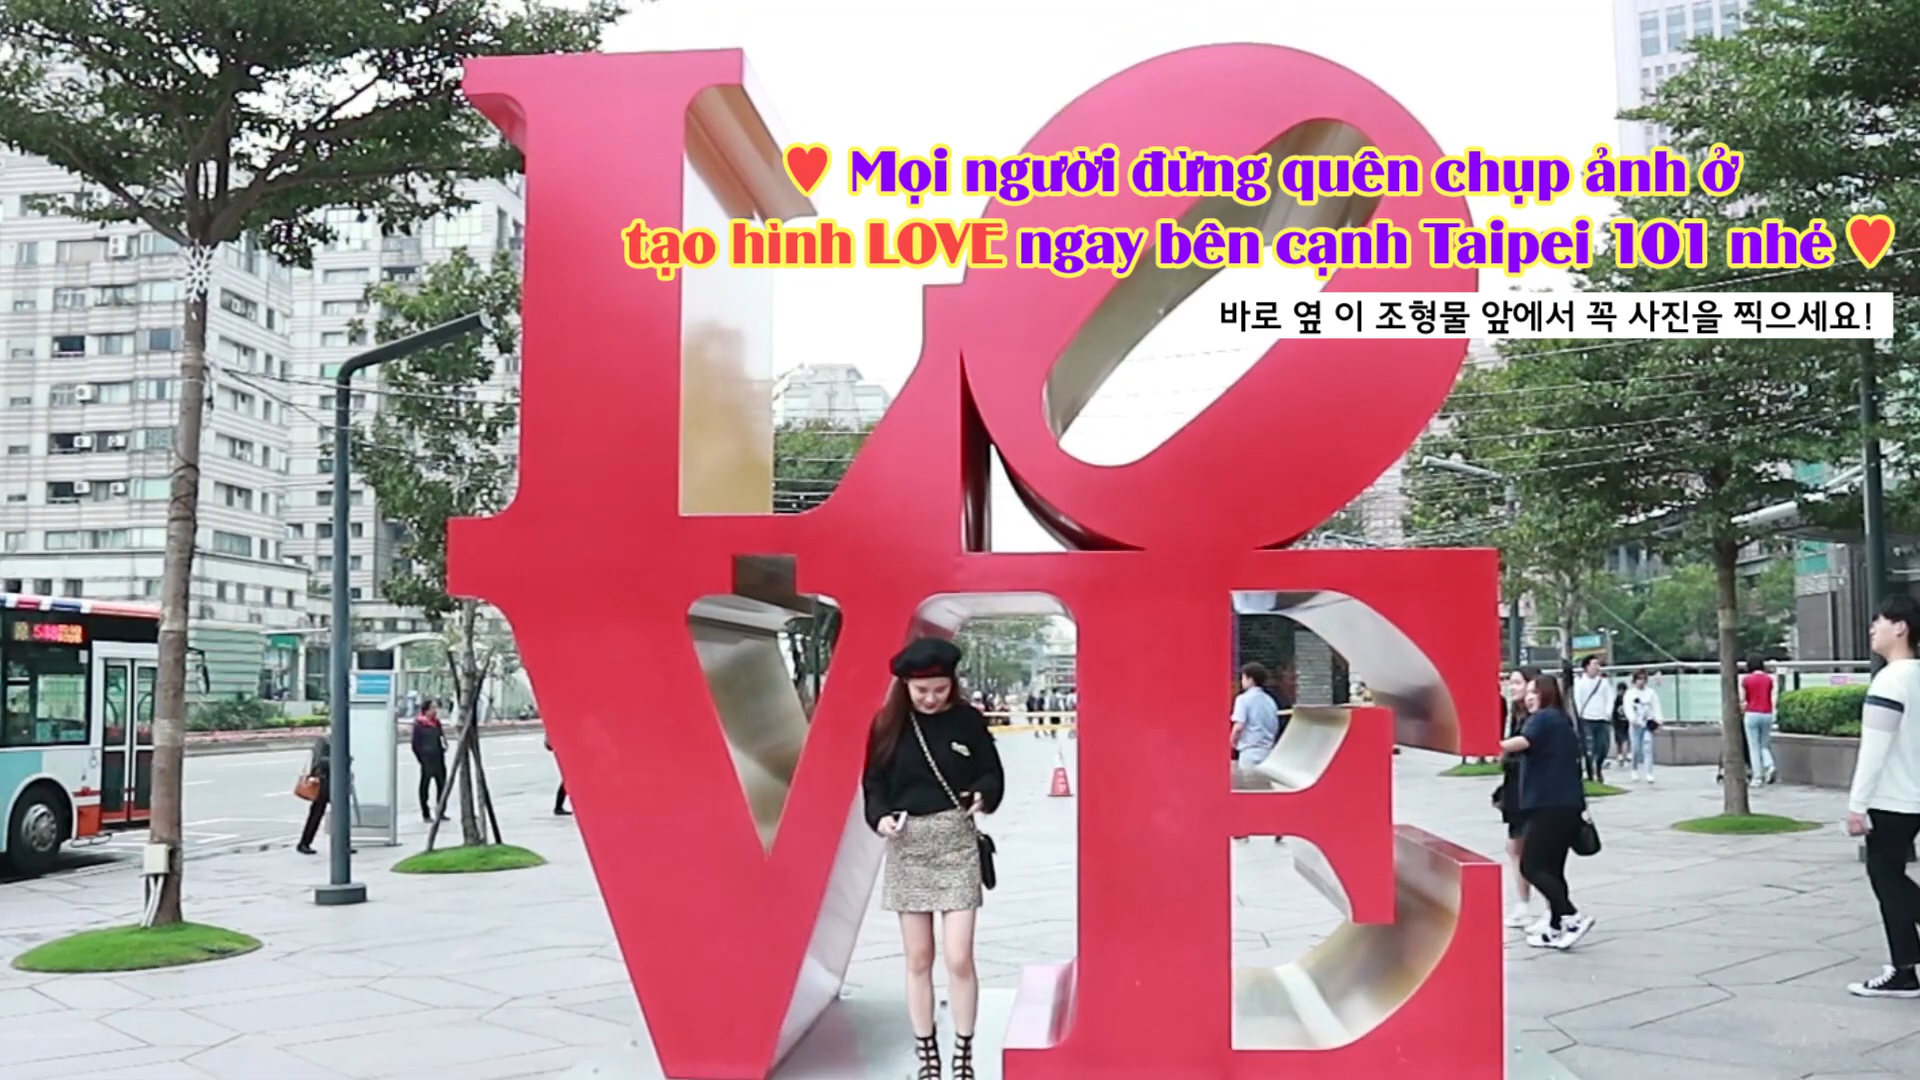 ♥ Mọi người đừng quên chụp ảnh ở
tạo hình LOVE ngay bên cạnh Taipei 101 nhé ♥
바로 옆 이 조형물 앞에서 꼭 사진을 찍으세요!
LO
VE